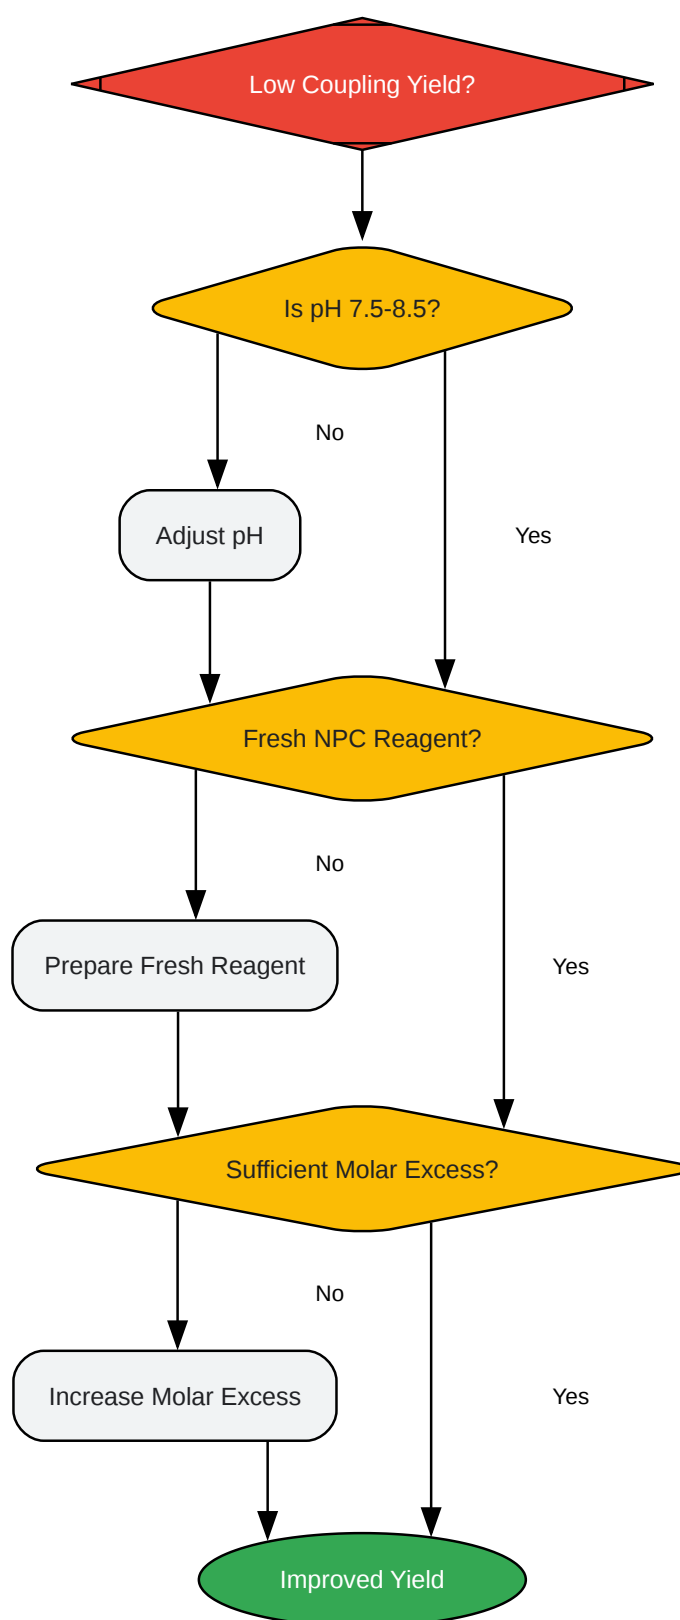 Low Coupling Yield?
Is pH 7.5-8.5?
No
Adjust pH
Yes
Fresh NPC Reagent?
No
Prepare Fresh Reagent
Yes
Sufficient Molar Excess?
No
Increase Molar Excess
Yes
Improved Yield